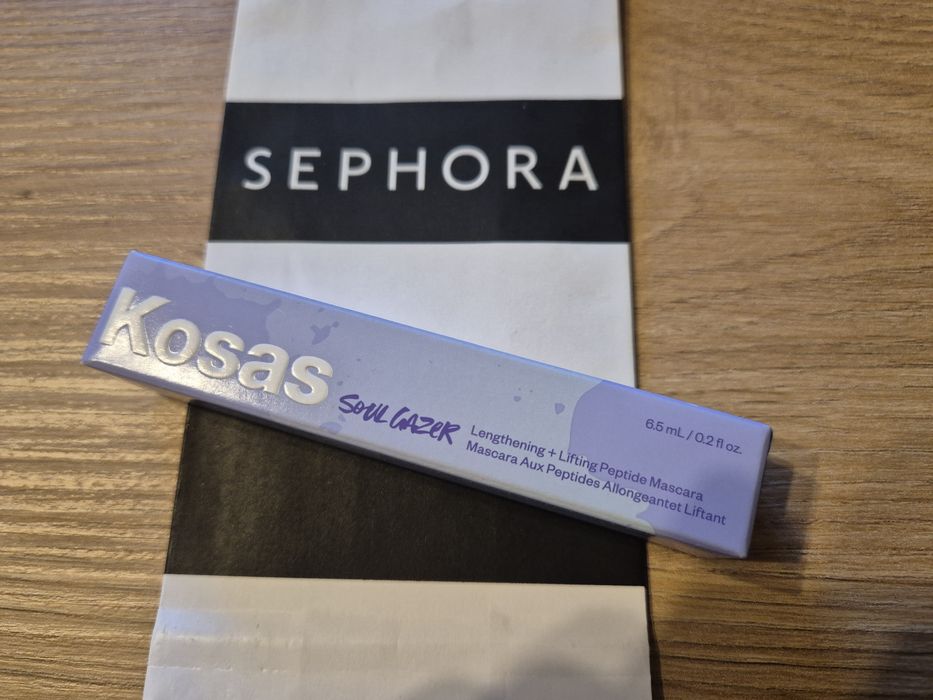 SEPHORA
Kosas
SOUL GAZER
Lengthening + Lifting Peptide Mascara
Mascara Aux Peptides Allongeantet Liftant
6.5 mL / 0.2 fl oz.